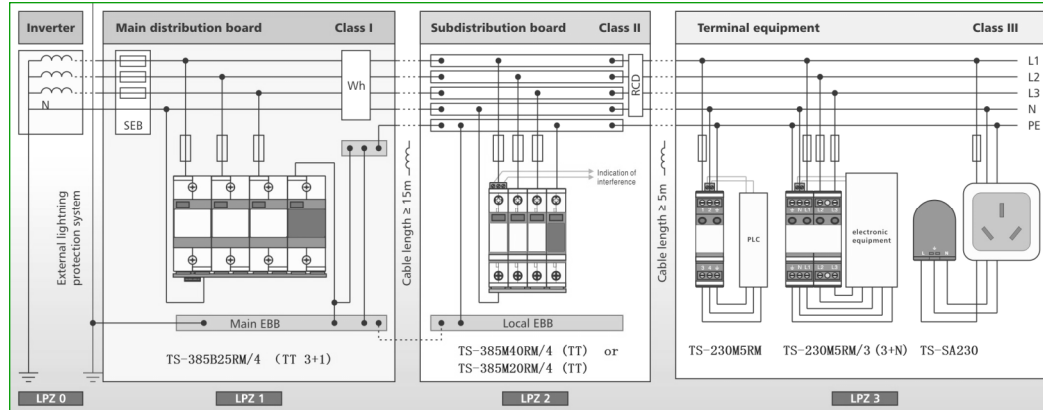 Inverter
Main distribution board Class I
Subdistribution board Class II
Terminal equipment Class III
L1
L2
L3
N
PE
N
SEB
Wh
RCD
External lightning
protection system
Cable length ≥ 15m
Indication of
interference
Cable length ≥ 5m
PLC
electronic
equipment
Main EBB
Local EBB
TS-385B25RM/4 (TT 3+1)
TS-385M40RM/4 (TT) or
TS-385M20RM/4 (TT)
TS-230M5RM
TS-230M5RM/3 (3+N)
TS-SA230
LPZ 0
LPZ 1
LPZ 2
LPZ 3